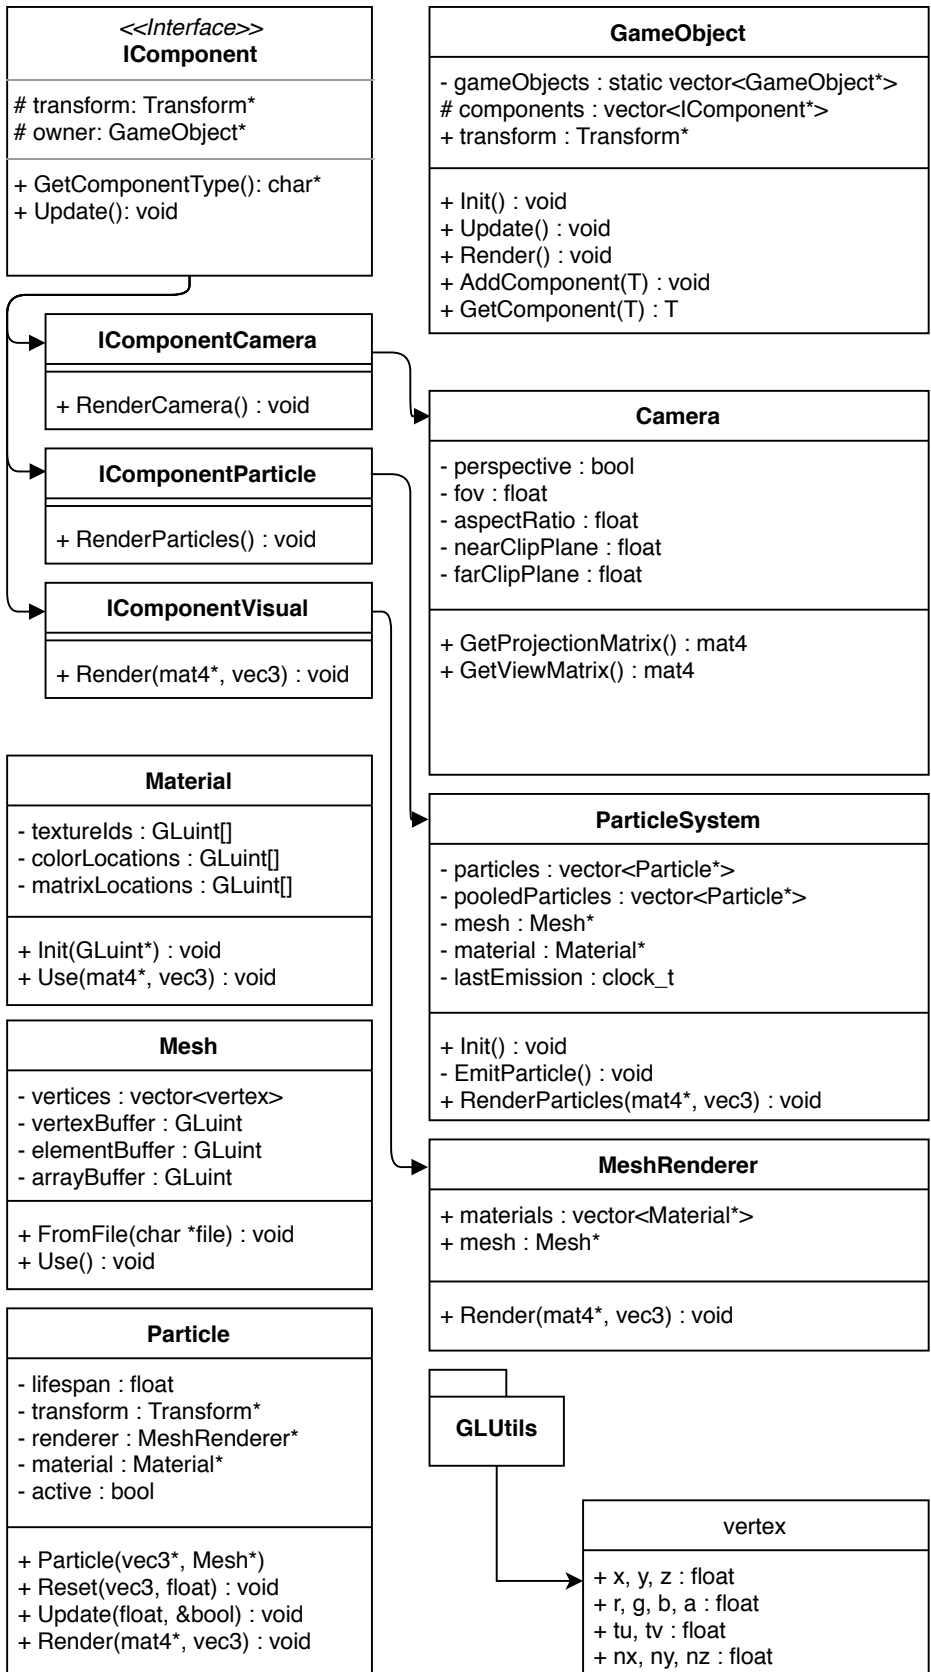 <<Interface>>
IComponent
# transform: Transform*
# owner: GameObject*
+ GetComponentType(): char*
+ Update(): void
GameObject
- gameObjects : static vector<GameObject*>
# components : vector<IComponent*>
+ transform : Transform*
+ Init() : void
+ Update() : void
+ Render() : void
+ AddComponent(T) : void
+ GetComponent(T) : T
IComponentCamera
+ RenderCamera() : void
IComponentParticle
+ RenderParticles() : void
IComponentVisual
+ Render(mat4*, vec3) : void
Camera
- perspective : bool
- fov : float
- aspectRatio : float
- nearClipPlane : float
- farClipPlane : float
+ GetProjectionMatrix() : mat4
+ GetViewMatrix() : mat4
Material
- textureIds : GLuint[]
- colorLocations : GLuint[]
- matrixLocations : GLuint[]
+ Init(GLuint*) : void
+ Use(mat4*, vec3) : void
ParticleSystem
- particles : vector<Particle*>
- pooledParticles : vector<Particle*>
- mesh : Mesh*
- material : Material*
- lastEmission : clock_t
+ Init() : void
- EmitParticle() : void
+ RenderParticles(mat4*, vec3) : void
Mesh
- vertices : vector<vertex>
- vertexBuffer : GLuint
- elementBuffer : GLuint
- arrayBuffer : GLuint
+ FromFile(char *file) : void
+ Use() : void
MeshRenderer
+ materials : vector<Material*>
+ mesh : Mesh*
+ Render(mat4*, vec3) : void
Particle
- lifespan : float
- transform : Transform*
- renderer : MeshRenderer*
- material : Material*
- active : bool
+ Particle(vec3*, Mesh*)
+ Reset(vec3, float) : void
+ Update(float, &bool) : void
+ Render(mat4*, vec3) : void
GLUtils
vertex
+ x, y, z : float
+ r, g, b, a : float
+ tu, tv : float
+ nx, ny, nz : float